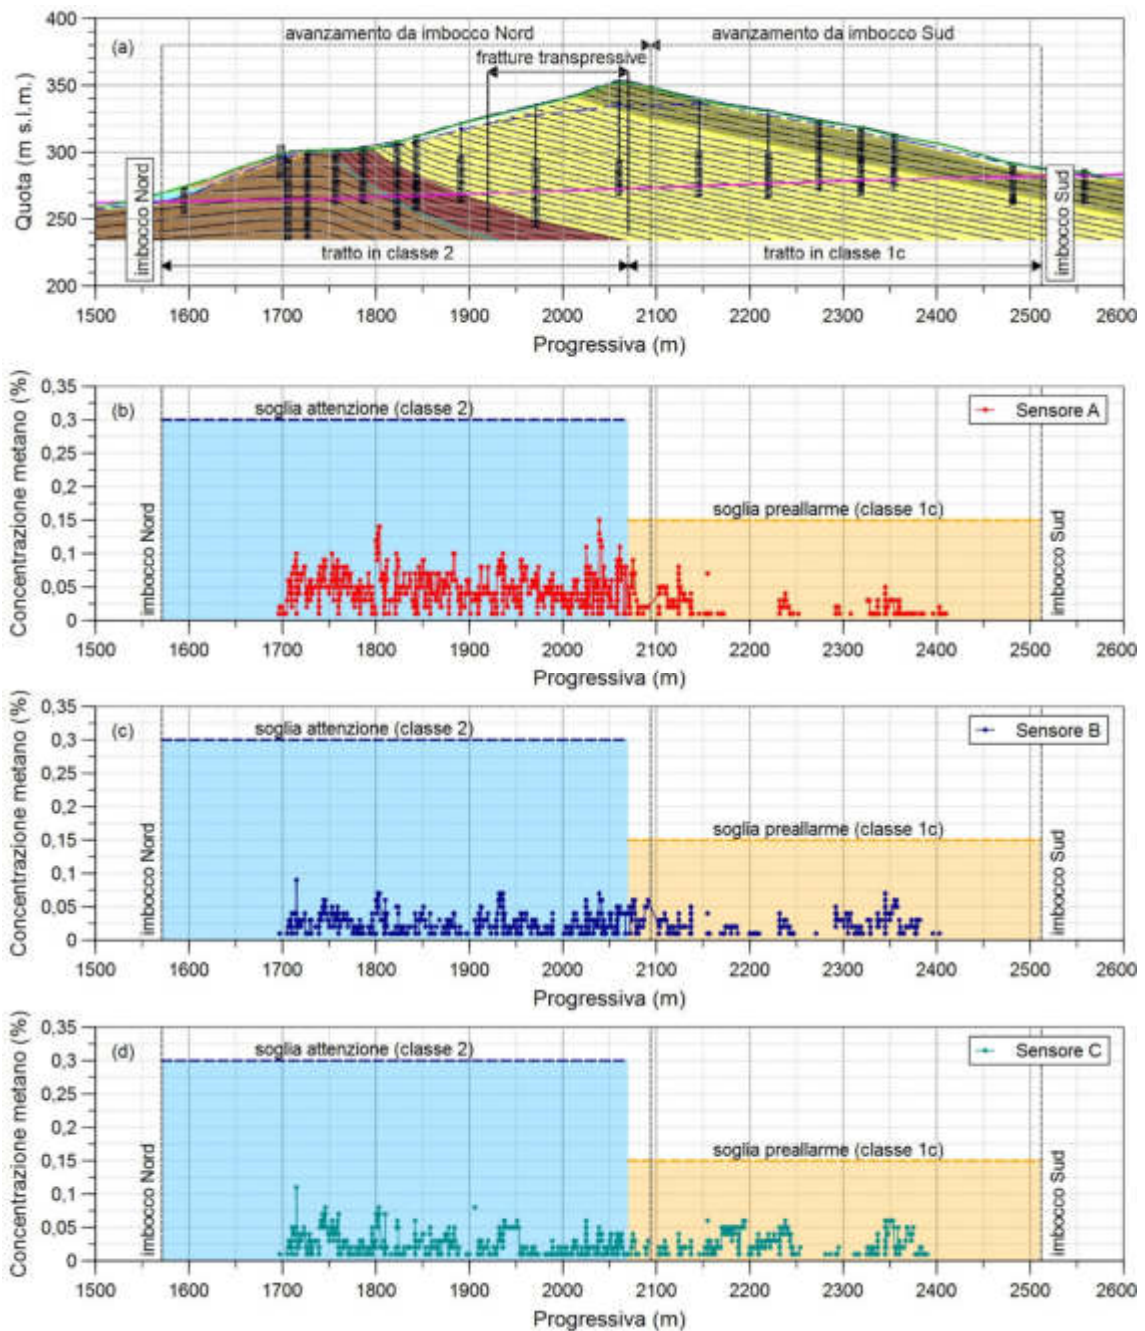 400
(a)
avanzamento da imbocco Nord
avanzamento da imbocco Sud
fratture transpressive
350
300
250
200
Quota (m s.l.m.)
imbocco Nord
imbocco Sud
tratto in classe 2
tratto in classe 1c
1500 1600 1700 1800 1900 2000 2100 2200 2300 2400 2500 2600
Progressiva (m)
0,35
(b)
soglia attenzione (classe 2)
Sensore A
0,3
0,25
0,2
soglia preallarme (classe 1c)
0,15
0,1
0,05
0
Concentrazione metano (%)
imbocco Nord
imbocco Sud
1500 1600 1700 1800 1900 2000 2100 2200 2300 2400 2500 2600
Progressiva (m)
0,35
(c)
soglia attenzione (classe 2)
Sensore B
0,3
0,25
0,2
soglia preallarme (classe 1c)
0,15
0,1
0,05
0
Concentrazione metano (%)
imbocco Nord
imbocco Sud
1500 1600 1700 1800 1900 2000 2100 2200 2300 2400 2500 2600
Progressiva (m)
0,35
(d)
soglia attenzione (classe 2)
Sensore C
0,3
0,25
0,2
soglia preallarme (classe 1c)
0,15
0,1
0,05
0
Concentrazione metano (%)
imbocco Nord
imbocco Sud
1500 1600 1700 1800 1900 2000 2100 2200 2300 2400 2500 2600
Progressiva (m)